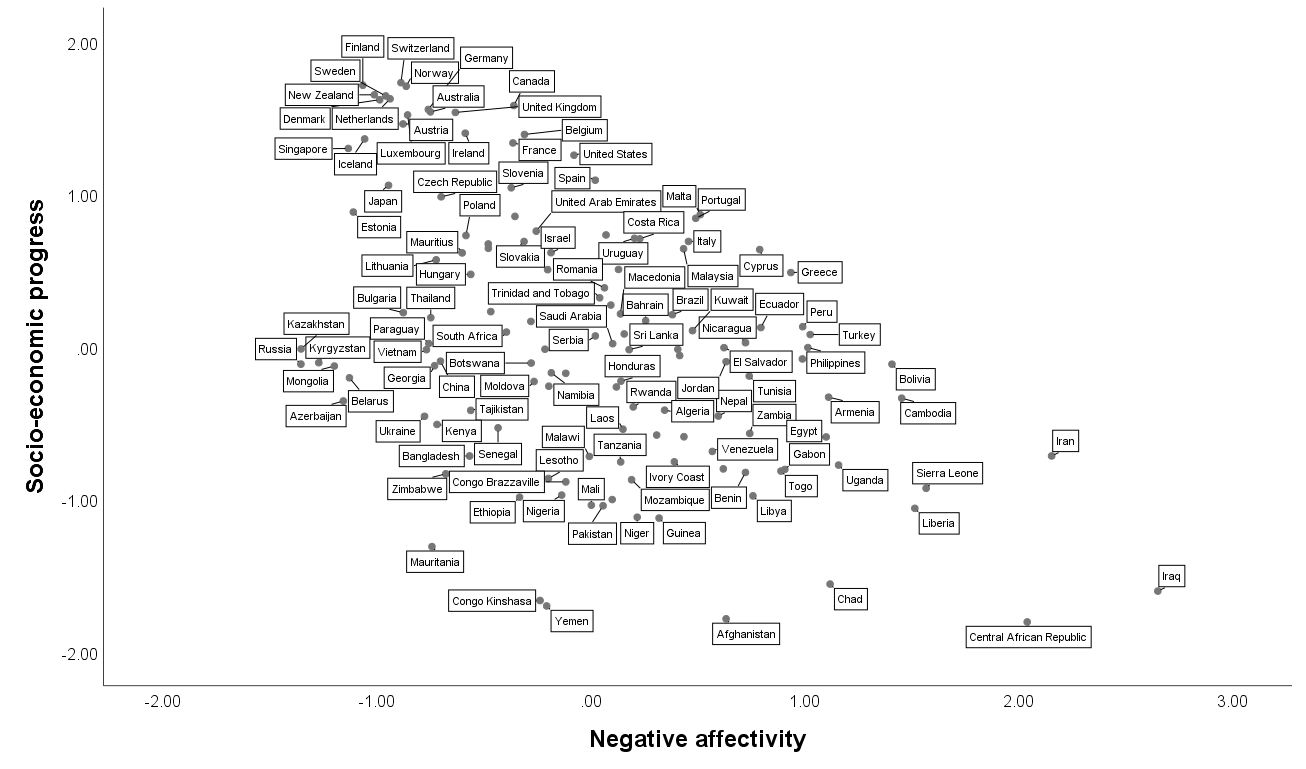 2.00
Finland
Switzerland
Germany
Sweden
Norway
Canada
New Zealand
Australia
United Kingdom
Denmark
Netherlands
Austria
Belgium
Singapore
Iceland
Luxembourg
Ireland
France
United States
Slovenia
Spain
Czech Republic
1.00
Japan
Poland
United Arab Emirates
Malta
Portugal
Estonia
Costa Rica
Mauritius
Israel
Italy
Slovakia
Uruguay
Lithuania
Hungary
Romania
Macedonia
Malaysia
Cyprus
Greece
Bulgaria
Thailand
Trinidad and Tobago
Bahrain
Brazil
Kuwait
Ecuador
Peru
Kazakhstan
Paraguay
South Africa
Saudi Arabia
Nicaragua
Turkey
.00
Russia
Kyrgyzstan
Vietnam
Serbia
Sri Lanka
Mongolia
Georgia
Botswana
Honduras
El Salvador
Philippines
Bolivia
China
Moldova
Namibia
Rwanda
Jordan
Tunisia
Azerbaijan
Belarus
Tajikistan
Laos
Algeria
Nepal
Zambia
Armenia
Cambodia
Ukraine
Kenya
Malawi
Tanzania
Egypt
Iran
Bangladesh
Senegal
Lesotho
Venezuela
Gabon
Zimbabwe
Congo Brazzaville
Mali
Ivory Coast
Togo
Uganda
Sierra Leone
-1.00
Ethiopia
Nigeria
Mozambique
Benin
Libya
Liberia
Pakistan
Niger
Guinea
Mauritania
Iraq
Congo Kinshasa
Chad
Yemen
Afghanistan
Central African Republic
-2.00
Socio-economic progress
-2.00 -1.00 .00 1.00 2.00 3.00
Negative affectivity